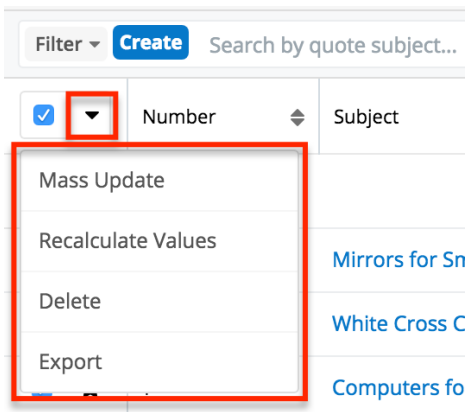 Filter Create Search by quote subject...
Number Subject
Mass Update
Recalculate Values
Mirrors for Sm
Delete
White Cross C
Export
Computers fo